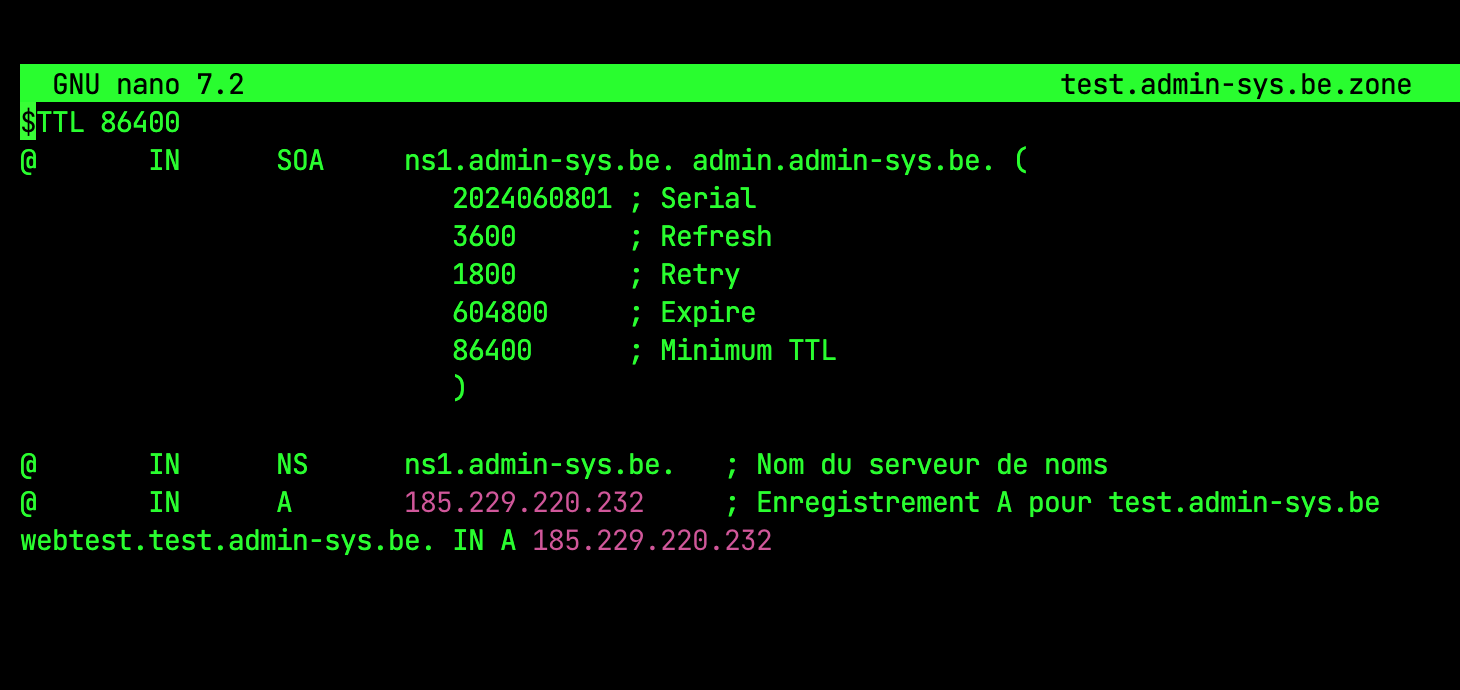 GNU nano 7.2 test.admin-sys.be.zone
$TTL 86400
@ IN SOA ns1.admin-sys.be. admin.admin-sys.be. (
2024060801 ; Serial
3600 ; Refresh
1800 ; Retry
604800 ; Expire
86400 ; Minimum TTL
)
@ IN NS ns1.admin-sys.be. ; Nom du serveur de noms
@ IN A 185.229.220.232 ; Enregistrement A pour test.admin-sys.be
webtest.test.admin-sys.be. IN A 185.229.220.232